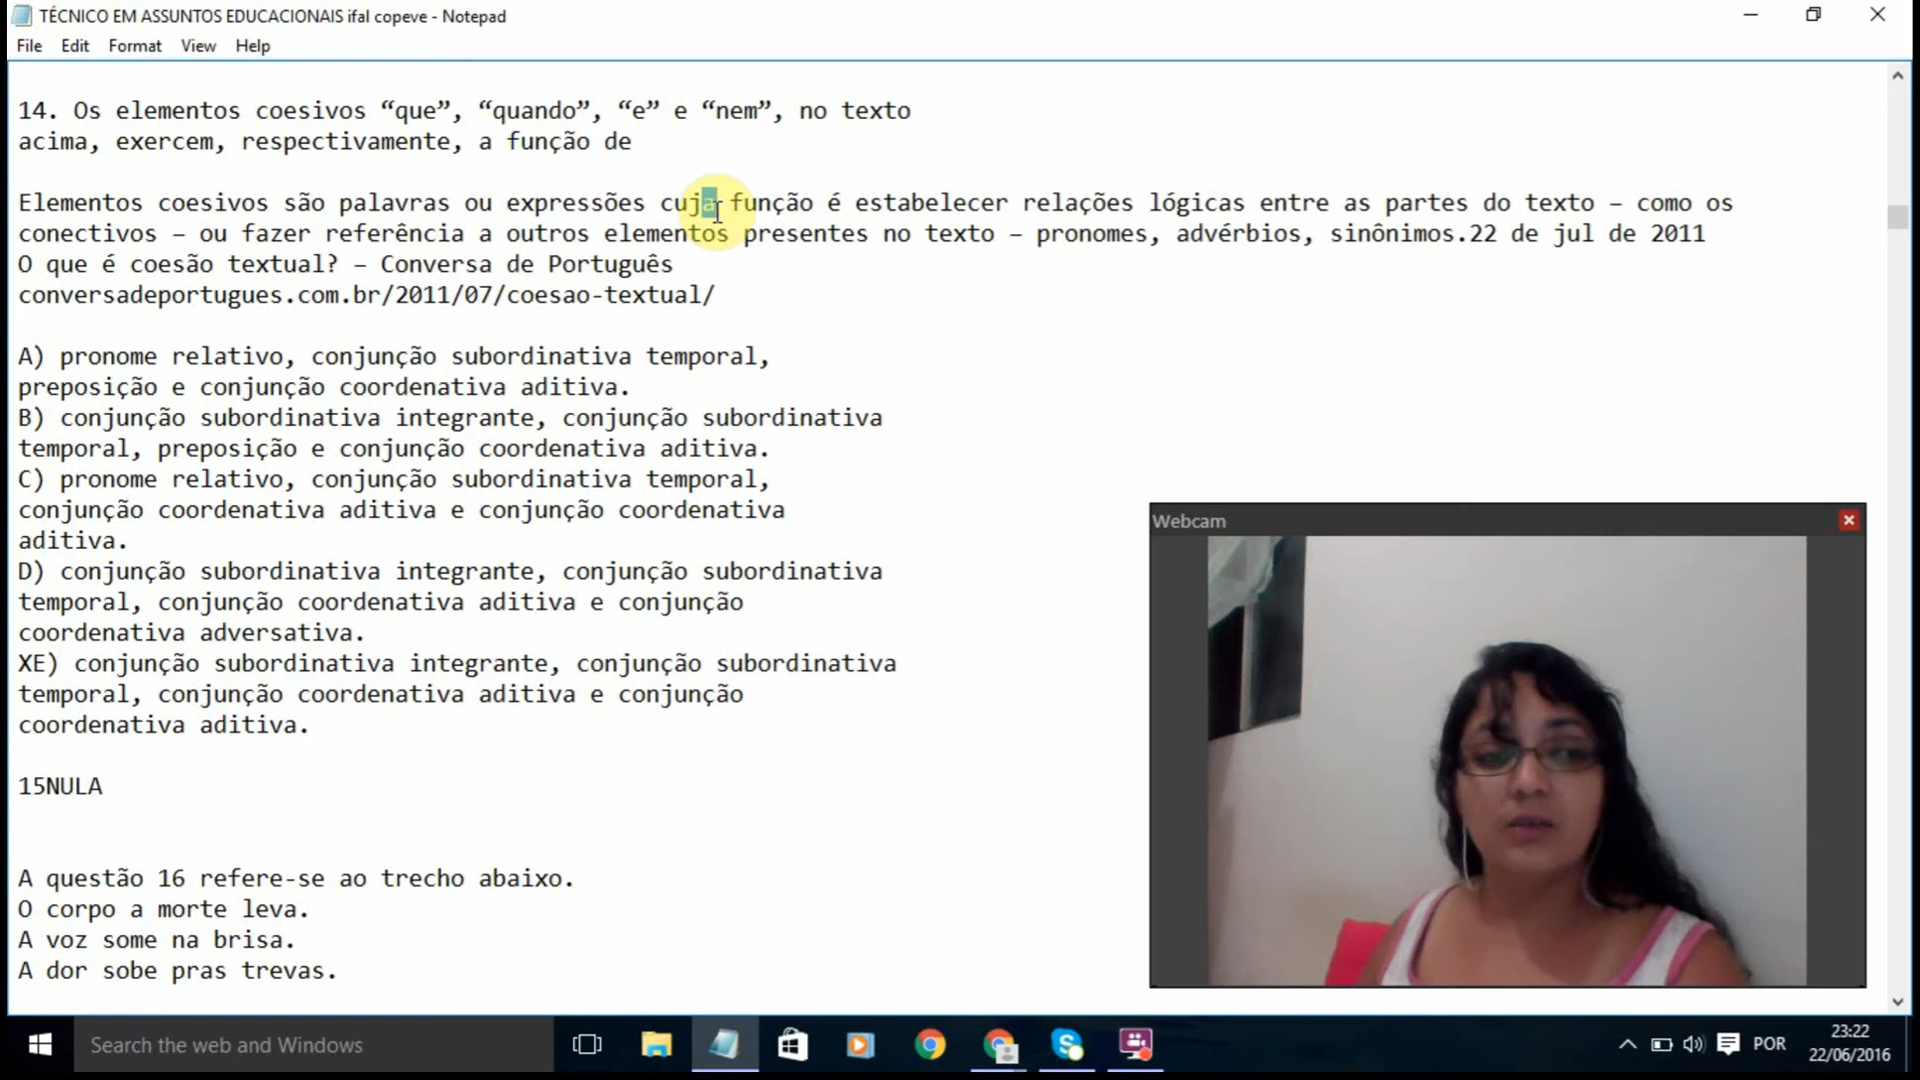 TÉCNICO EM ASSUNTOS EDUCACIONAIS ifal copeve - Notepad
File Edit Format View Help
14. Os elementos coesivos “que”, “quando”, “e” e “nem”, no texto
acima, exercem, respectivamente, a função de
Elementos coesivos são palavras ou expressões cuja função é estabelecer relações lógicas entre as partes do texto – como os
conectivos – ou fazer referência a outros elementos presentes no texto – pronomes, advérbios, sinônimos.22 de jul de 2011
O que é coesão textual? – Conversa de Português
conversadeportugues.com.br/2011/07/coesao-textual/
A) pronome relativo, conjunção subordinativa temporal,
preposição e conjunção coordenativa aditiva.
B) conjunção subordinativa integrante, conjunção subordinativa
temporal, preposição e conjunção coordenativa aditiva.
C) pronome relativo, conjunção subordinativa temporal,
conjunção coordenativa aditiva e conjunção coordenativa
aditiva.
D) conjunção subordinativa integrante, conjunção subordinativa
temporal, conjunção coordenativa aditiva e conjunção
coordenativa adversativa.
XE) conjunção subordinativa integrante, conjunção subordinativa
temporal, conjunção coordenativa aditiva e conjunção
coordenativa aditiva.
15NULA
A questão 16 refere-se ao trecho abaixo.
O corpo a morte leva.
A voz some na brisa.
A dor sobe pras trevas.
Webcam
Search the web and Windows
POR
23:22
22/06/2016